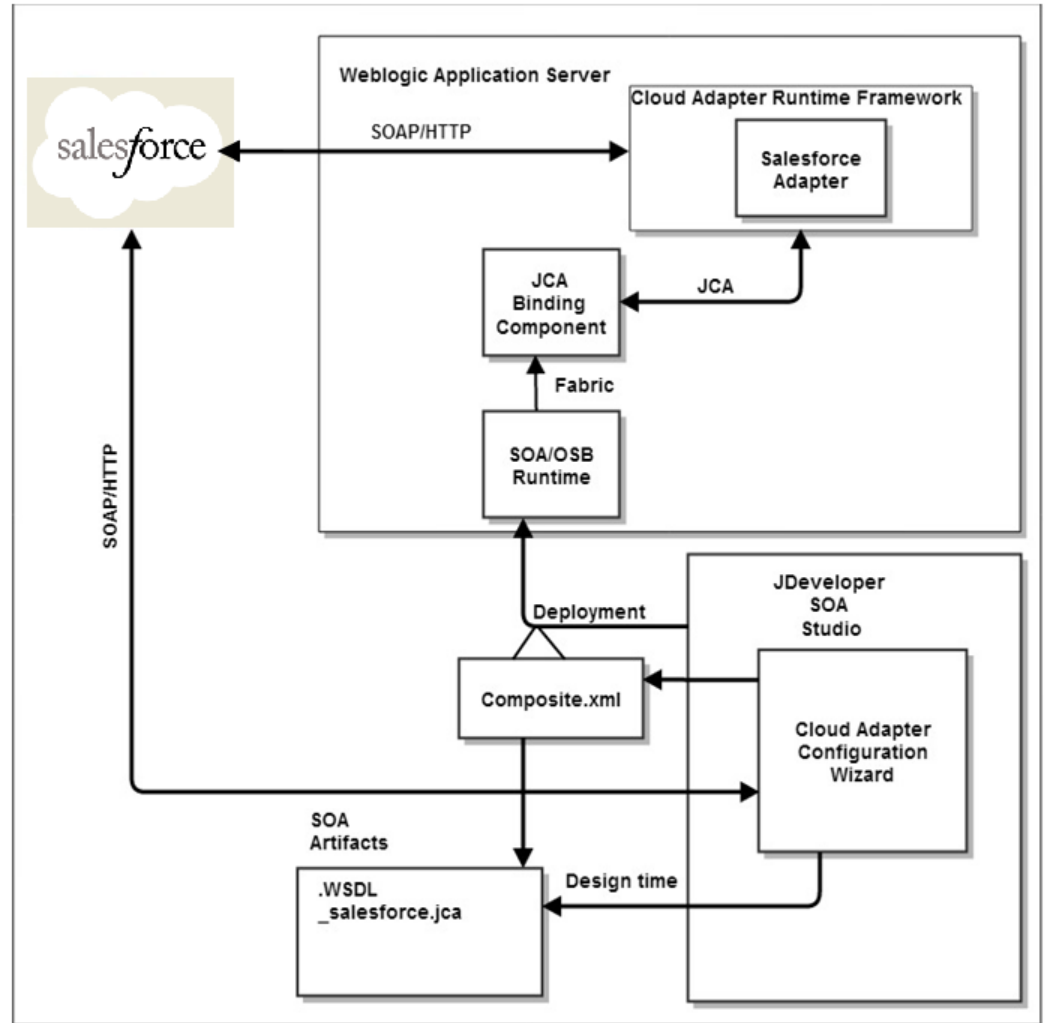 Weblogic Application Server
Cloud Adapter Runtime Framework
salesforce
SOAP/HTTP
Salesforce
Adapter
JCA
Binding
Component
JCA
Fabric
SOA/OSB
Runtime
SOAP/HTTP
JDeveloper
SOA
Studio
Deployment
Composite.xml
Cloud Adapter
Configuration
Wizard
SOA
Artifacts
.WSDL
_salesforce.jca
Design time